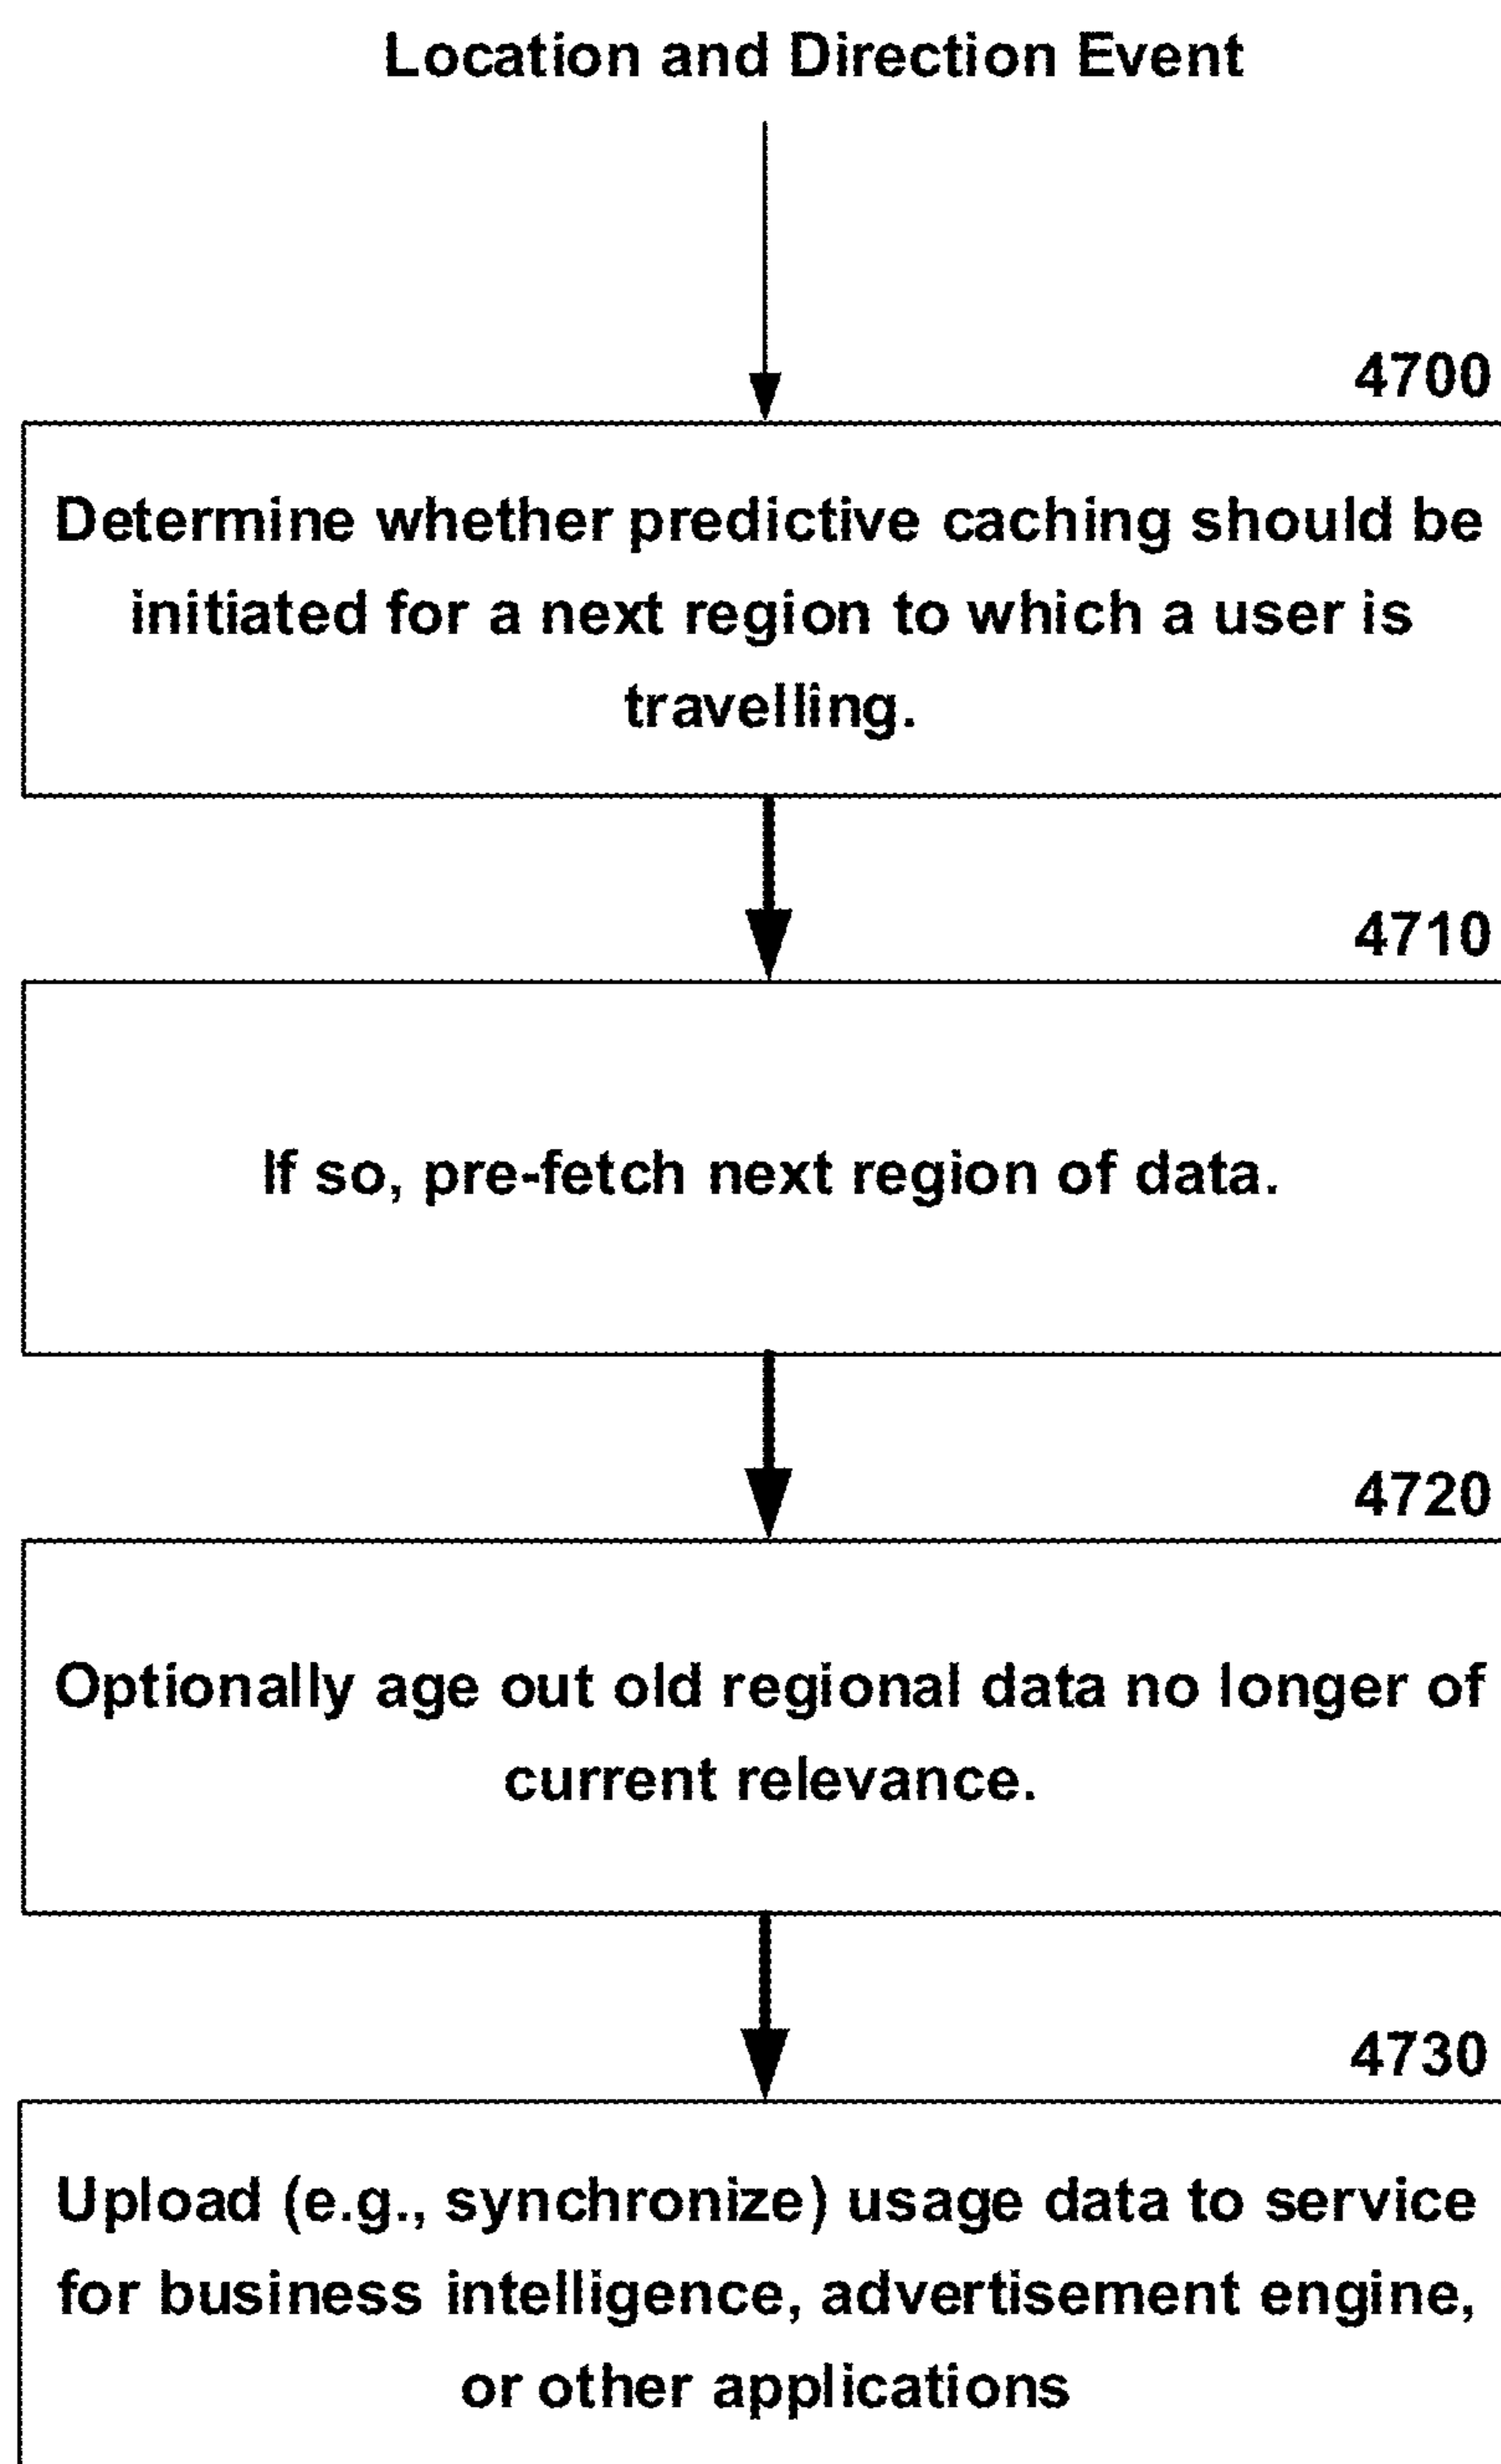 Location and Direction Event
4700
Determine whether predictive caching should be
initiated for a next region to which a user is
travelling.
4710
If so, pre-fetch next region of data.
4720
Optionally age out old regional data no longer of
current relevance.
4730
Upload (e.g., synchronize) usage data to service
for business intelligence, advertisement engine,
or other applications